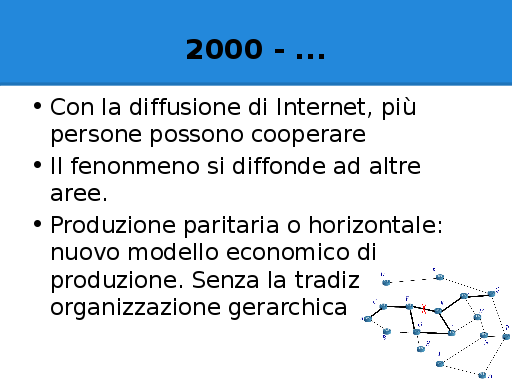 2000 - ...
• Con la diffusione di Internet, più
persone possono cooperare
• Il fenonmeno si diffonde ad altre
aree.
• Produzione paritaria o horizontale:
nuovo modello economico di
produzione. Senza la tradiz
organizzazione gerarchica